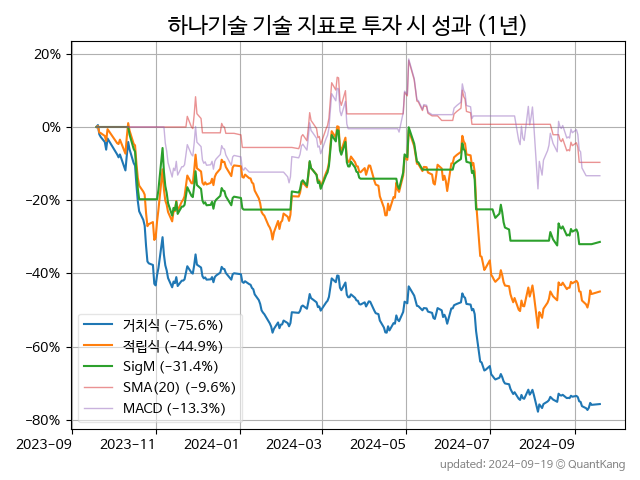 하나기술 기술 지표로 투자 시 성과 (1년)
20%
0%
−20%
−40%
−60%
−80%
거치식 (−75.6%)
적립식 (−44.9%)
SigM (−31.4%)
SMA(20) (−9.6%)
MACD (−13.3%)
2023-09 2023-11 2024-01 2024-03 2024-05 2024-07 2024-09
updated: 2024-09-19 © QuantKang